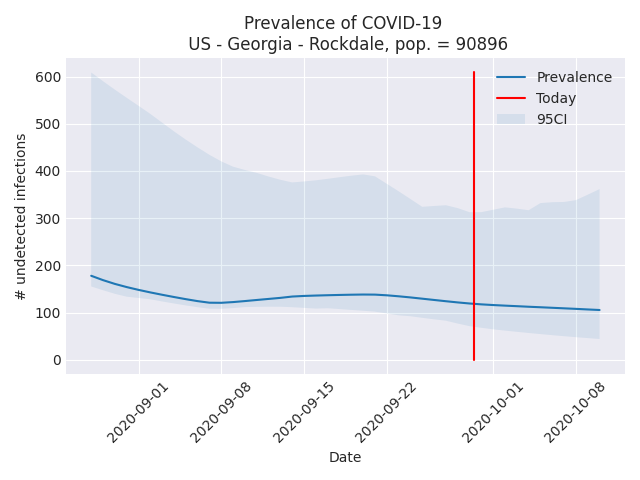 Prevalence of COVID-19
US - Georgia - Rockdale, pop. = 90896
Prevalence
Today
95CI
# undetected infections
600
500
400
300
200
100
0
2020-09-01
2020-09-08
2020-09-15
2020-09-22
2020-10-01
2020-10-08
Date